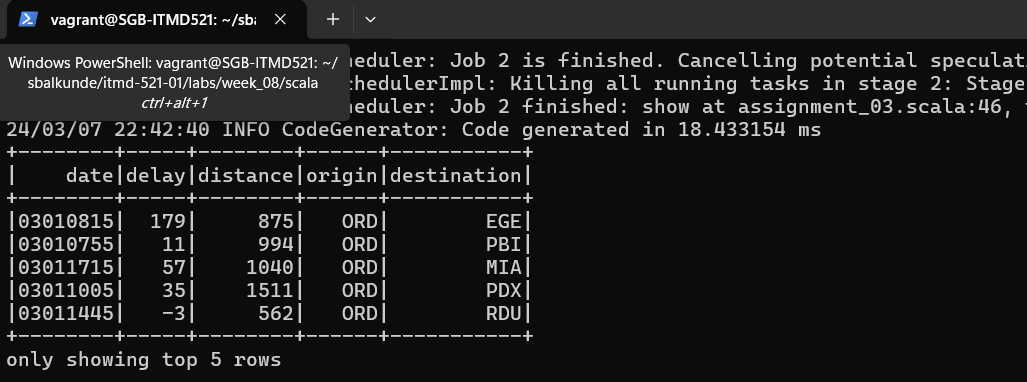 vagrant@SGB-ITMD521: ~/sba
Windows PowerShell: vagrant@SGB-ITMD521: ~/
sbalkunde/itmd-521-01/labs/week_08/scala
ctrl+alt+1
heduler: Job 2 is finished. Cancelling potential speculat
chedulerImpl: Killing all running tasks in stage 2: Stage
heduler: Job 2 finished: show at assignment_03.scala:46,
24/03/07 22:42:40 INFO CodeGenerator: Code generated in 18.433154 ms
+--------+-----+--------+------+-----------+
|    date|delay|distance|origin|destination|
+--------+-----+--------+------+-----------+
|03010815|  179|     875|   ORD|        EGE|
|03010755|   11|     994|   ORD|        PBI|
|03011715|   57|    1040|   ORD|        MIA|
|03011005|   35|    1511|   ORD|        PDX|
|03011445|   -3|     562|   ORD|        RDU|
+--------+-----+--------+------+-----------+
only showing top 5 rows